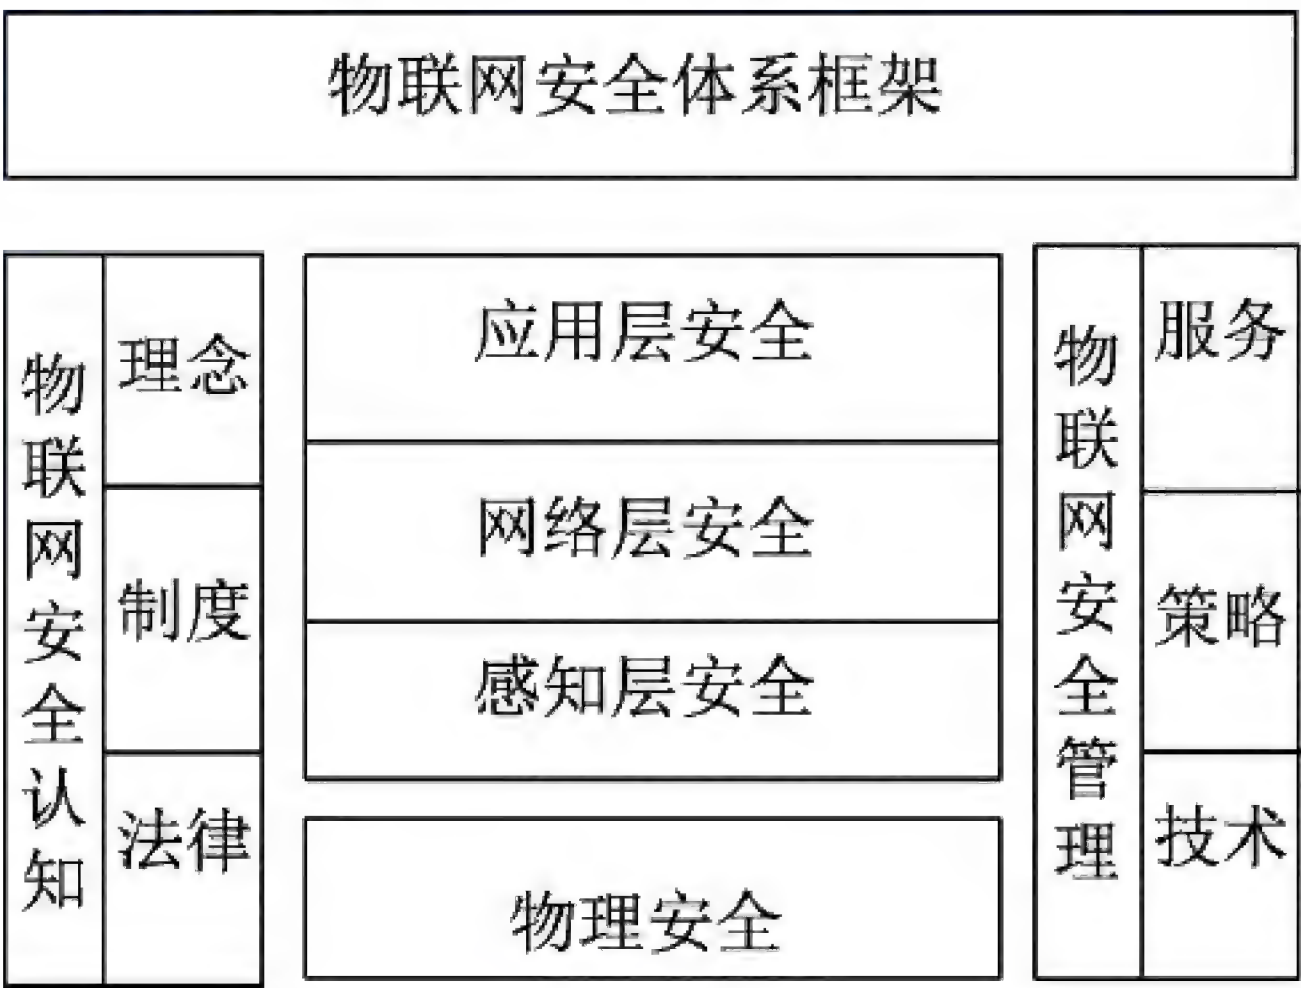 物联网安全体系框架
物联网安全认知
理念
制度
法律
应用层安全
网络层安全
感知层安全
物理安全
物联网安全管理
服务
策略
技术